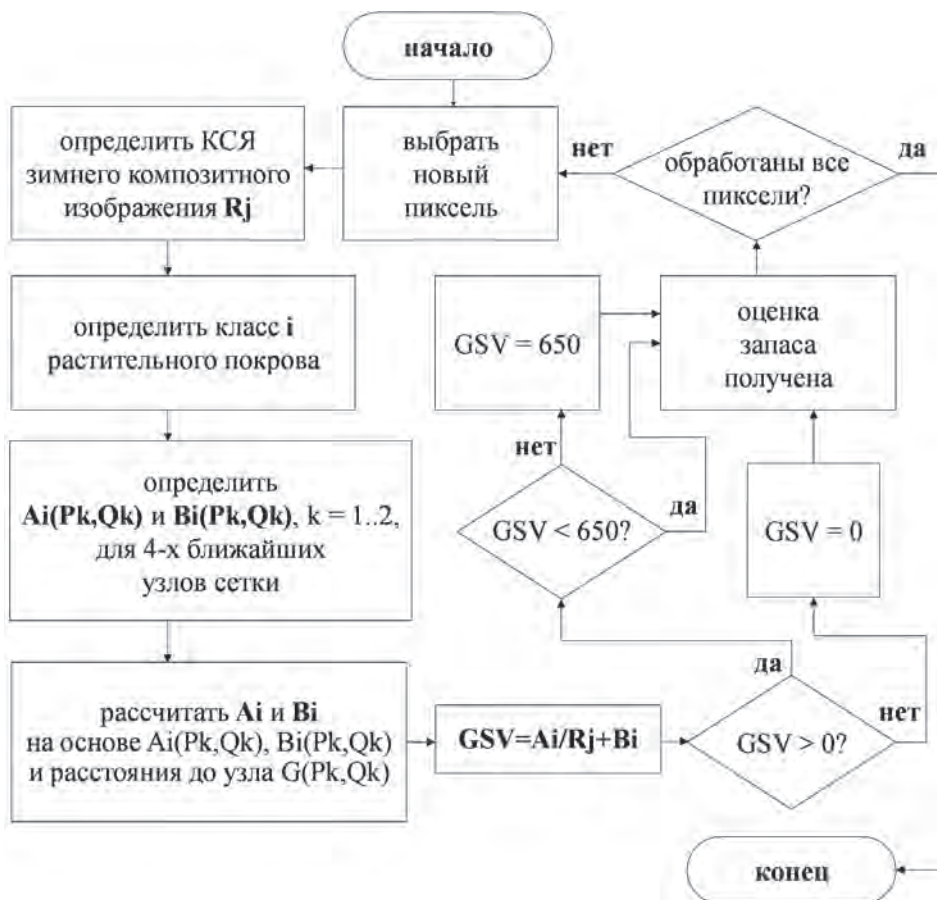 начало
выбрать
новый
пиксель
определить КСЯ
зимнего композитного
изображения Rj
определить класс i
растительного покрова
определить
Ai(Pk,Qk) и Bi(Pk,Qk), k = 1..2,
для 4-х ближайших
узлов сетки
рассчитать Ai и Bi
на основе Ai(Pk,Qk), Bi(Pk,Qk)
и расстояния до узла G(Pk,Qk)
GSV=Ai/Rj+Bi
GSV > 0?
да
нет
GSV < 650?
нет
да
GSV = 650
GSV = 0
оценка
запаса
получена
обработаны все
пиксели?
нет
да
конец